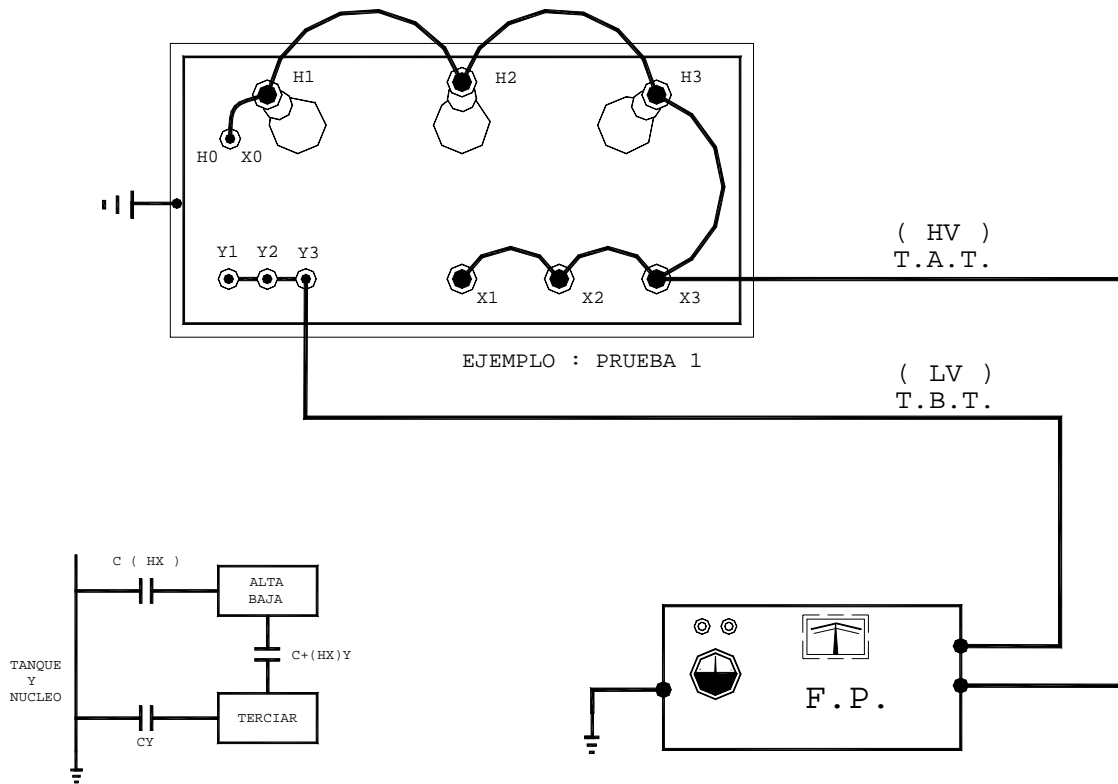 H1
H2
H3
H0 X0
Y1 Y2 Y3
X1 X2 X3
( HV )
T.A.T.
EJEMPLO : PRUEBA 1
( LV )
T.B.T.
C ( HX )
ALTA
BAJA
C+(HX)Y
TANQUE
Y
NUCLEO
TERCIAR
CY
F.P.